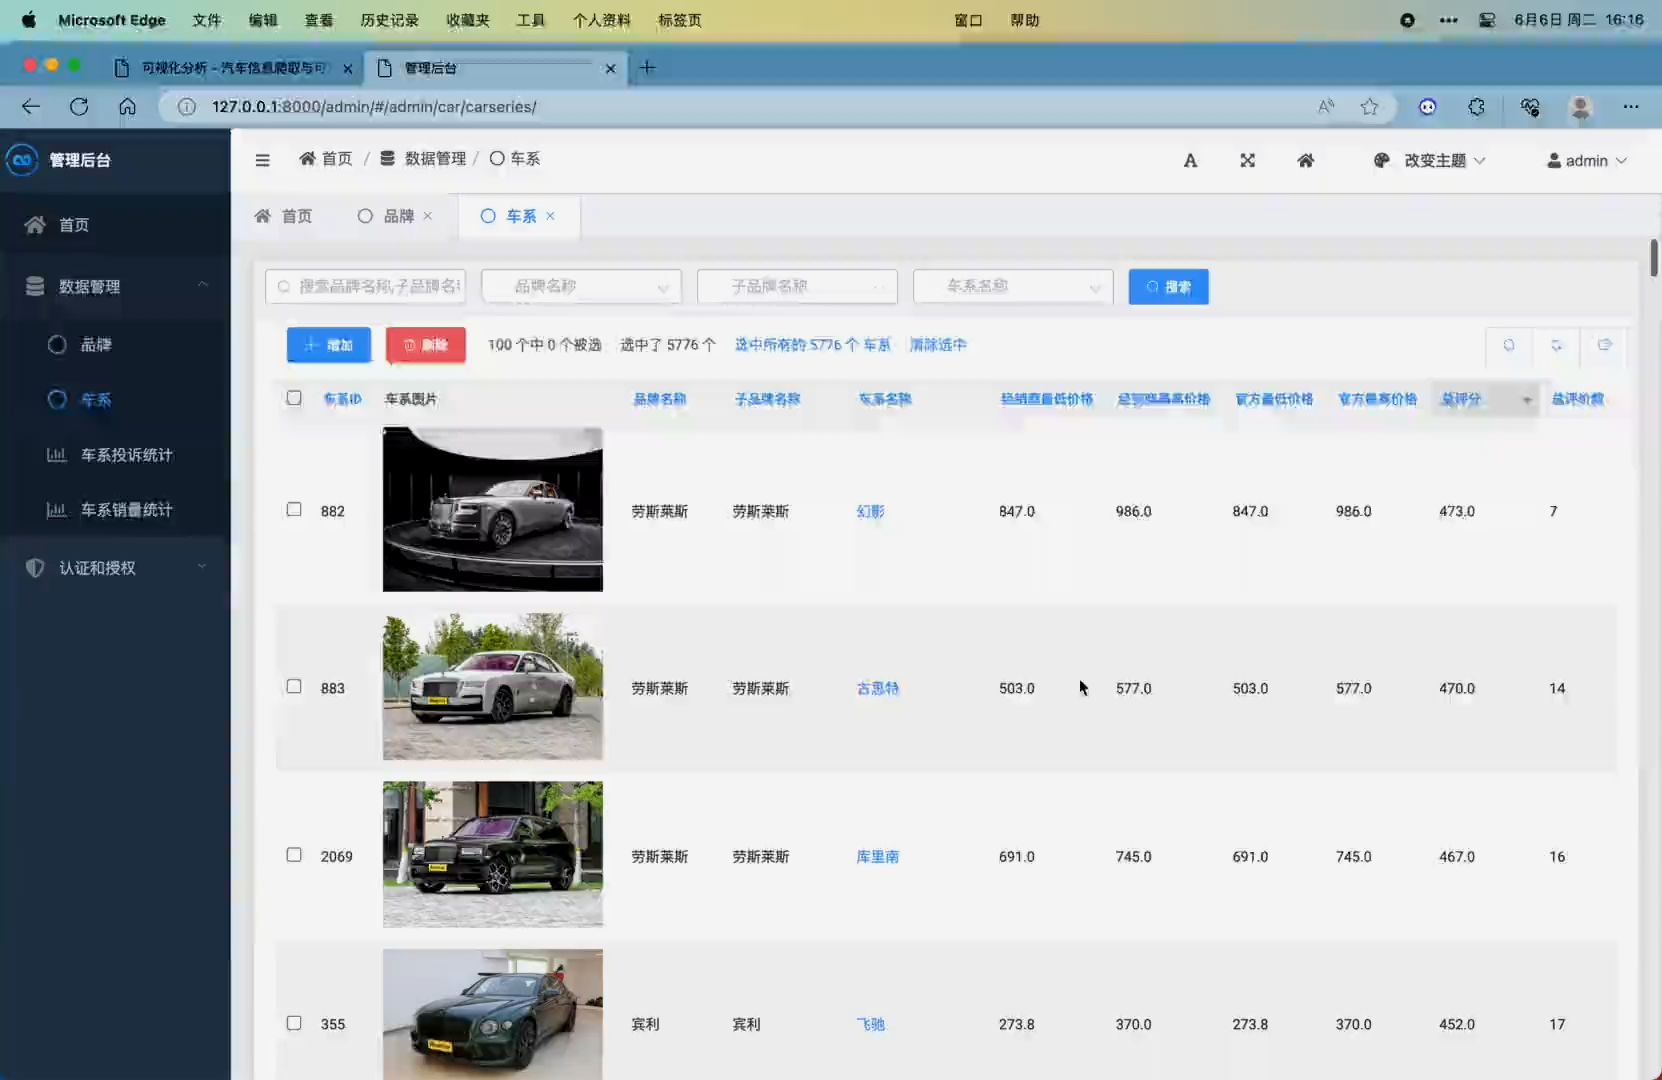 Microsoft Edge 文件 编辑 查看 历史记录 收藏夹 工具 个人资料 标签页 窗口 帮助 6月6日 周二 16:16
可视化分析 - 汽车信息爬取与可 管理后台
127.0.0.1:8000/admin/#/admin/car/carseries/
管理后台 首页 / 数据管理 / 车系 改变主题 admin
首页 品牌 车系
首页
数据管理
品牌
车系
车系投诉统计
车系销量统计
认证和授权
搜索品牌名称,子品牌名称 品牌名称 子品牌名称 车系名称 搜索
增加 删除 100 个中 0 个被选 选中了 5776 个 选中所有的 5776 个 车系 清除选中
车系ID 车系图片 品牌名称 子品牌名称 车系名称 经销商最低价格 经销商最高价格 官方最低价格 官方最高价格 总评分 总评价数
882 劳斯莱斯 劳斯莱斯 幻影 847.0 986.0 847.0 986.0 473.0 7
883 劳斯莱斯 劳斯莱斯 古思特 503.0 577.0 503.0 577.0 470.0 14
2069 劳斯莱斯 劳斯莱斯 库里南 691.0 745.0 691.0 745.0 467.0 16
355 宾利 宾利 飞驰 273.8 370.0 273.8 370.0 452.0 17